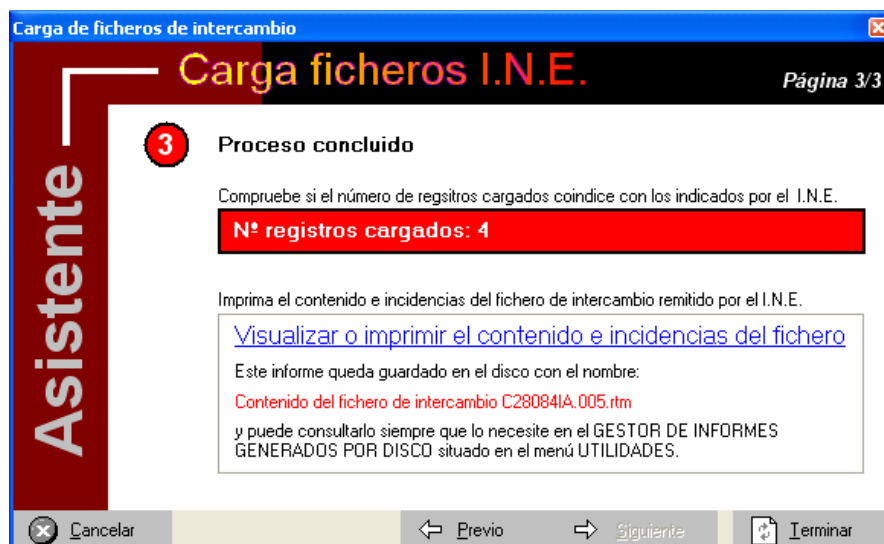 Carga de ficheros de intercambio
Carga ficheros I.N.E.
Página 3/3
Asistente
3
Proceso concluido
Compruebe si el número de regsitros cargados coindice con los indicados por el I.N.E.
Nº registros cargados: 4
Imprima el contenido e incidencias del fichero de intercambio remitido por el I.N.E.
Visualizar o imprimir el contenido e incidencias del fichero
Este informe queda guardado en el disco con el nombre:
Contenido del fichero de intercambio C28084IA.005.rtm
y puede consultarlo siempre que lo necesite en el GESTOR DE INFORMES
GENERADOS POR DISCO situado en el menú UTILIDADES.
Cancelar
Previo
Siguiente
Terminar